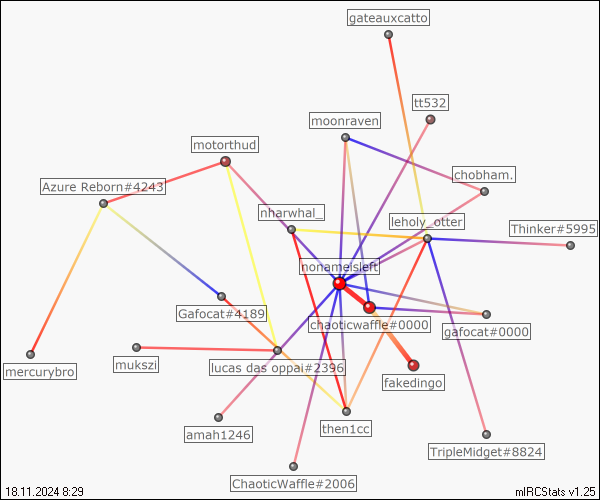 gateauxcatto
tt532
moonraven
motorthud
chobham.
Azure Reborn#4243
nharwhal_
leholy_otter
Thinker#5995
nonameisleft
Gafocat#4189
chaoticwaffle#0000
gafocat#0000
mercurybro
mukszi
lucas das oppai#2396
fakedingo
amah1246
then1cc
TripleMidget#8824
ChaoticWaffle#2006
18.11.2024 8:29
mIRCStats v1.25